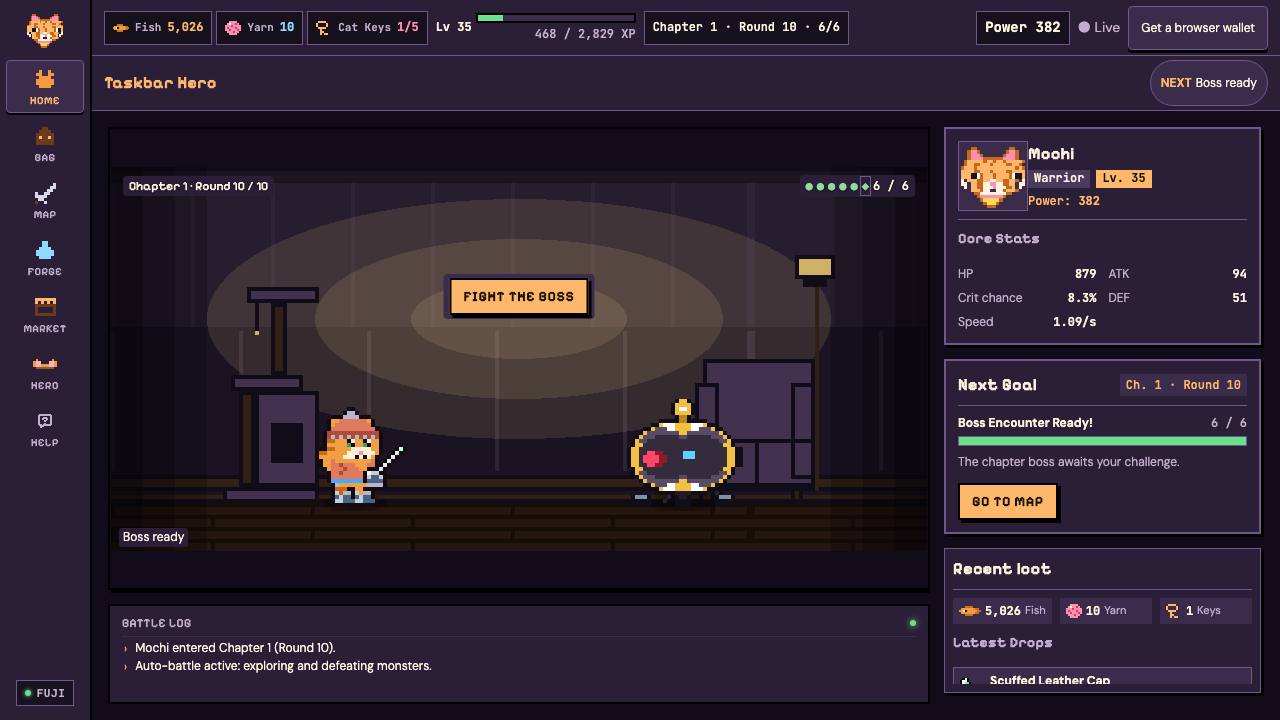 Fish 5,026
Yarn 10
Cat Keys 1/5
Lv 35
468 / 2,829 XP
Chapter 1 · Round 10 · 6/6
Power 382
Live
Get a browser wallet
HOME
BAG
MAP
FORGE
MARKET
HERO
HELP
FUJI
Taskbar Hero
NEXT Boss ready
Chapter 1 · Round 10 / 10
6 / 6
FIGHT THE BOSS
Boss ready
BATTLE LOG
› Mochi entered Chapter 1 (Round 10).
› Auto-battle active: exploring and defeating monsters.
Mochi
Warrior Lv. 35
Power: 382
Core Stats
HP 879 ATK 94
Crit chance 8.3% DEF 51
Speed 1.09/s
Next Goal Ch. 1 · Round 10
Boss Encounter Ready! 6 / 6
The chapter boss awaits your challenge.
GO TO MAP
Recent loot
5,026 Fish 10 Yarn 1 Keys
Latest Drops
Scuffed Leather Cap